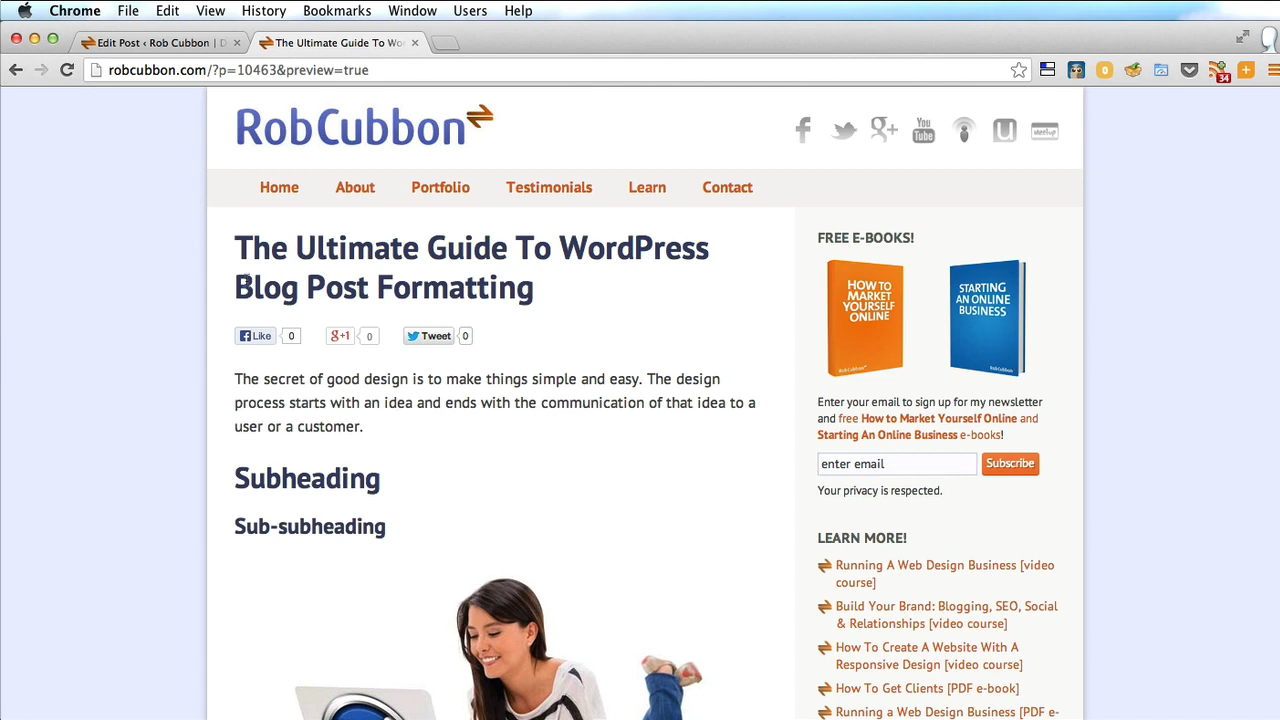 Chrome File Edit View History Bookmarks Window Users Help
Edit Post ‹ Rob Cubbon | D
The Ultimate Guide To Wor
robcubbon.com/?p=10463&preview=true
34
RobCubbon
You
Tube
meetup
Home About Portfolio Testimonials Learn Contact
The Ultimate Guide To WordPress
Blog Post Formatting
Like 0 g+1 0 Tweet 0
The secret of good design is to make things simple and easy. The design
process starts with an idea and ends with the communication of that idea to a
user or a customer.
Subheading
Sub-subheading
FREE E-BOOKS!
HOW TO
MARKET
YOURSELF
ONLINE
RobCubbon
STARTING
AN ONLINE
BUSINESS
RobCubbon
Enter your email to sign up for my newsletter
and free How to Market Yourself Online and
Starting An Online Business e-books!
enter email Subscribe
Your privacy is respected.
LEARN MORE!
Running A Web Design Business [video
course]
Build Your Brand: Blogging, SEO, Social
& Relationships [video course]
How To Create A Website With A
Responsive Design [video course]
How To Get Clients [PDF e-book]
Running a Web Design Business [PDF e-